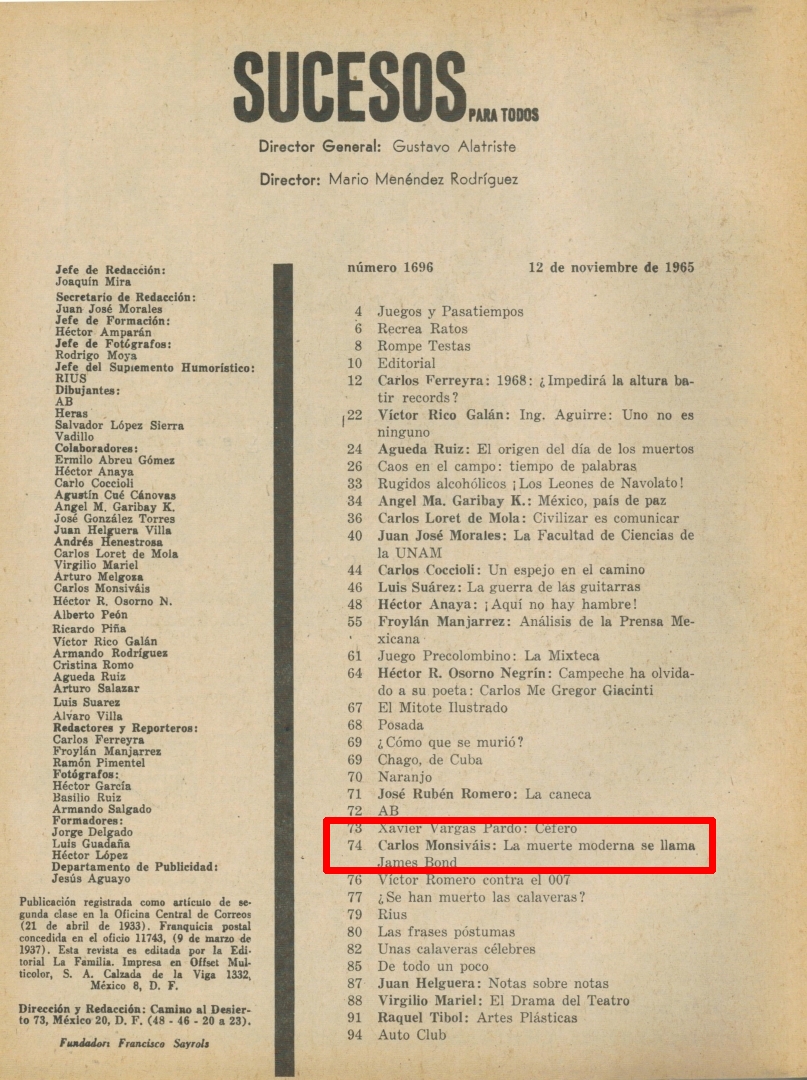 SUCESOS PARA TODOS
Director General: Gustavo Alatriste
Director: Mario Menéndez Rodríguez
Jefe de Redacción:
Joaquín Mira
Secretario de Redacción:
Juan José Morales
Jefe de Formación:
Héctor Amparán
Jefe de Fotógrafos:
Rodrigo Moya
Jefe del Suplemento Humorístico:
RIUS
Dibujantes:
AB
Heras
Salvador López Sierra
Vadillo
Colaboradores:
Ermilo Abreu Gómez
Héctor Anaya
Carlo Coccioli
Agustín Cué Cánovas
Angel M. Garibay K.
José González Torres
Juan Helguera Villa
Andrés Henestrosa
Carlos Loret de Mola
Virgilio Mariel
Arturo Melgoza
Carlos Monsiváis
Héctor R. Osorno N.
Alberto Peón
Ricardo Piña
Víctor Rico Galán
Armando Rodríguez
Cristina Romo
Agueda Ruiz
Arturo Salazar
Luis Suarez
Alvaro Villa
Redactores y Reporteros:
Carlos Ferreyra
Froylán Manjarrez
Ramón Pimentel
Fotógrafos:
Héctor García
Basilio Ruiz
Armando Salgado
Formadores:
Jorge Delgado
Luis Guadaña
Héctor López
Departamento de Publicidad:
Jesús Aguayo
Publicación registrada como artículo de se-
gunda clase en la Oficina Central de Correos
(21 de abril de 1933). Franquicia postal
concedida en el oficio 11743, (9 de marzo de
1937). Esta revista es editada por la Edi-
torial La Familia. Impresa en Offset Mul-
ticolor, S. A. Calzada de la Viga 1332,
México 8, D. F.
Dirección y Redacción: Camino al Desier-
to 73, México 20, D. F. (48 - 46 - 20 a 23).
Fundador: Francisco Sayrols
número 1696 12 de noviembre de 1965
4 Juegos y Pasatiempos
6 Recrea Ratos
8 Rompe Testas
10 Editorial
12 Carlos Ferreyra: 1968: ¿Impedirá la altura ba-
tir records?
22 Víctor Rico Galán: Ing. Aguirre: Uno no es
ninguno
24 Agueda Ruiz: El origen del día de los muertos
26 Caos en el campo: tiempo de palabras
33 Rugidos alcohólicos ¡Los Leones de Navolato!
34 Angel Ma. Garibay K.: México, país de paz
36 Carlos Loret de Mola: Civilizar es comunicar
40 Juan José Morales: La Facultad de Ciencias de
la UNAM
44 Carlos Coccioli: Un espejo en el camino
46 Luis Suárez: La guerra de las guitarras
48 Héctor Anaya: ¡Aquí no hay hambre!
55 Froylán Manjarrez: Análisis de la Prensa Me-
xicana
61 Juego Precolombino: La Mixteca
64 Héctor R. Osorno Negrín: Campeche ha olvida-
do a su poeta: Carlos Mc Gregor Giacinti
67 El Mitote Ilustrado
68 Posada
69 ¿Cómo que se murió?
69 Chago, de Cuba
70 Naranjo
71 José Rubén Romero: La caneca
72 AB
73 Xavier Vargas Pardo: Céfero
74 Carlos Monsiváis: La muerte moderna se llama
James Bond
76 Víctor Romero contra el 007
77 ¿Se han muerto las calaveras?
79 Rius
80 Las frases póstumas
82 Unas calaveras célebres
85 De todo un poco
87 Juan Helguera: Notas sobre notas
88 Virgilio Mariel: El Drama del Teatro
91 Raquel Tibol: Artes Plásticas
94 Auto Club